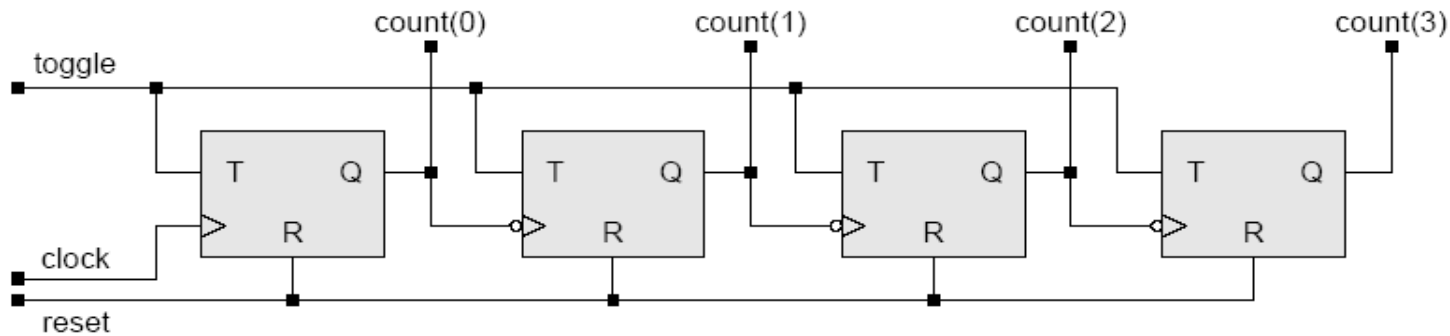 count(0) count(1) count(2) count(3)
toggle
T Q T Q T Q T Q
R R R R
clock
reset